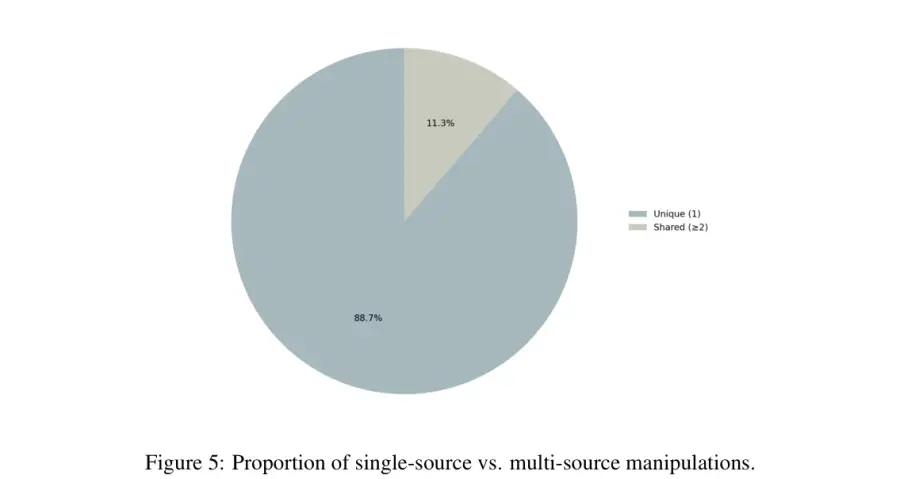 11.3%
Unique (1)
Shared (≥2)
88.7%
Figure 5: Proportion of single-source vs. multi-source manipulations.